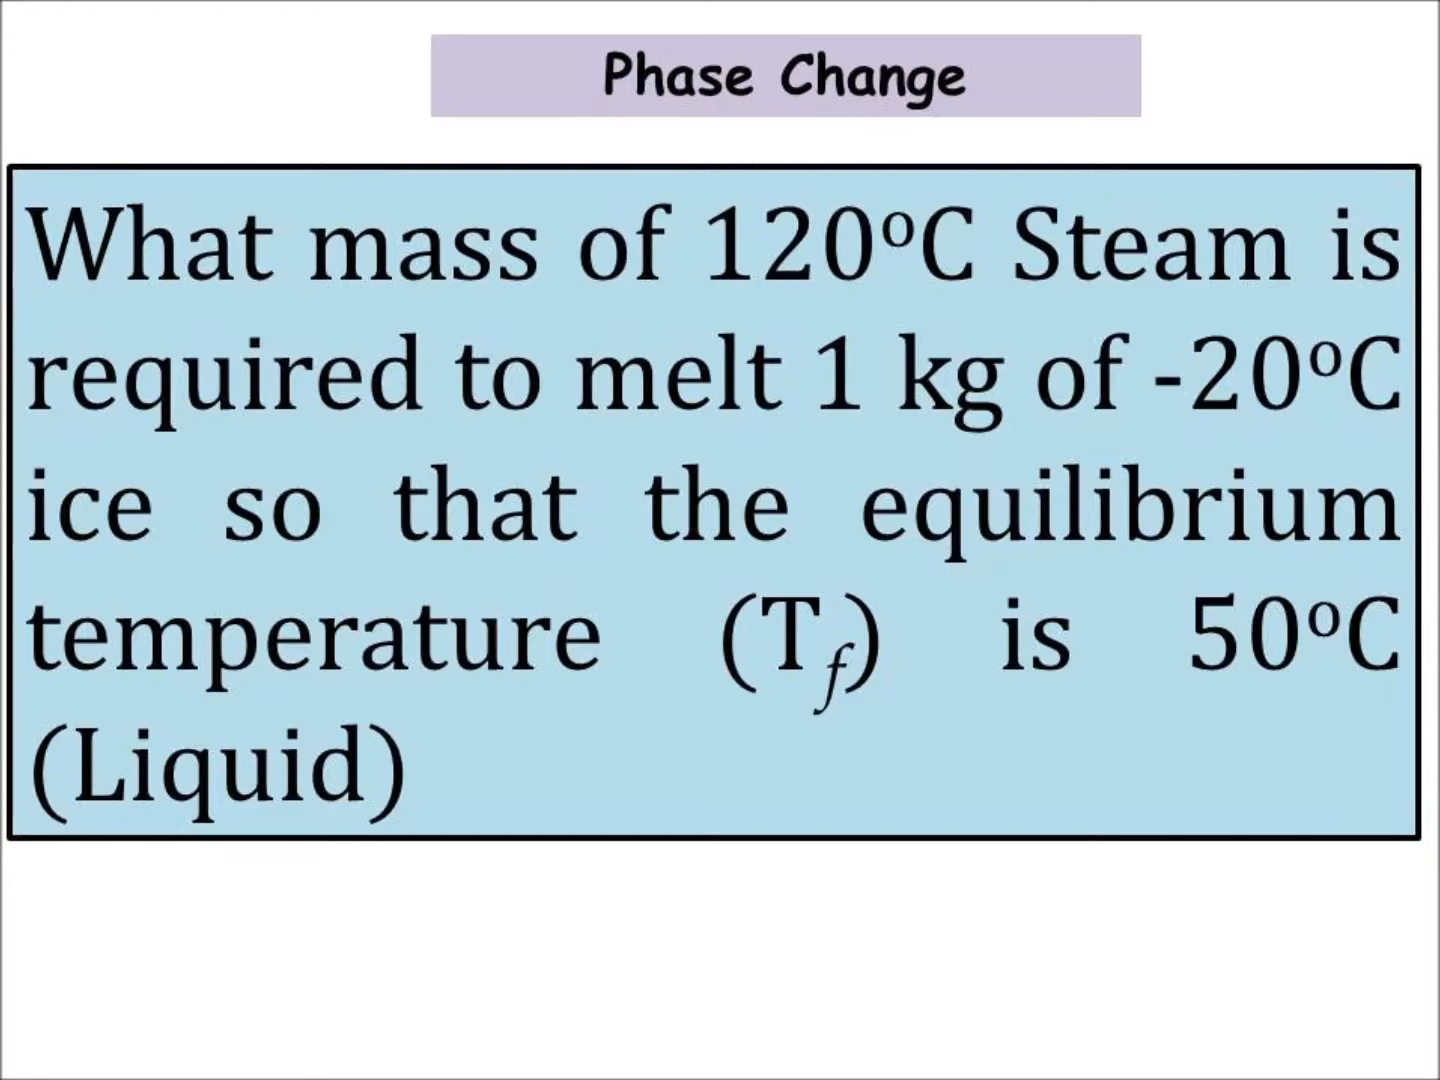 Phase Change
What mass of 120°C Steam is
required to melt 1 kg of -20°C
ice so that the equilibrium
temperature (Tf) is 50°C
(Liquid)